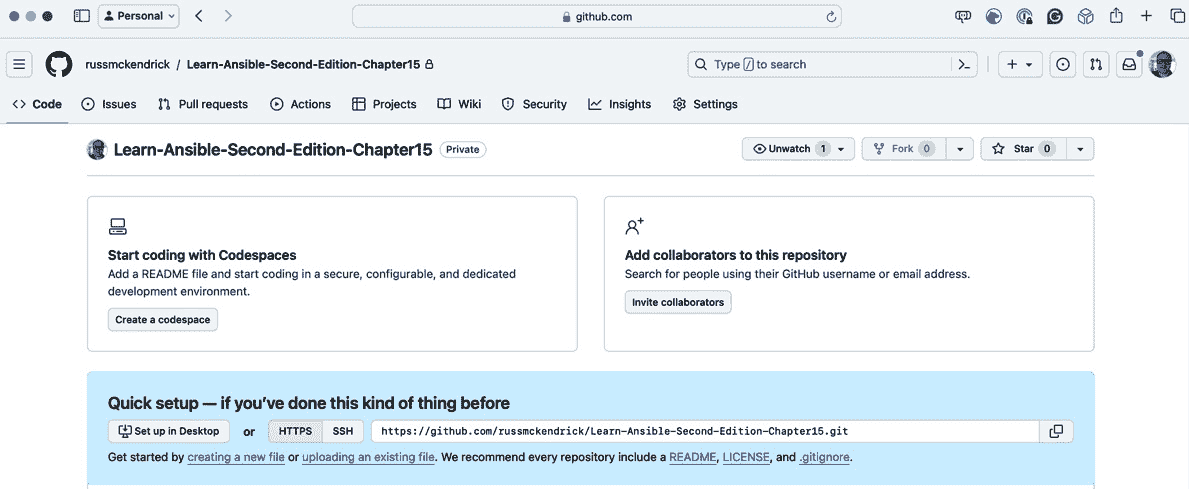 Personal
github.com
russmckendrick / Learn-Ansible-Second-Edition-Chapter15
Type / to search
Code Issues Pull requests Actions Projects Wiki Security Insights Settings
Learn-Ansible-Second-Edition-Chapter15 Private
Unwatch 1 Fork 0 Star 0
Start coding with Codespaces
Add a README file and start coding in a secure, configurable, and dedicated
development environment.
Create a codespace
Add collaborators to this repository
Search for people using their GitHub username or email address.
Invite collaborators
Quick setup — if you’ve done this kind of thing before
Set up in Desktop or HTTPS SSH https://github.com/russmckendrick/Learn-Ansible-Second-Edition-Chapter15.git
Get started by creating a new file or uploading an existing file. We recommend every repository include a README, LICENSE, and .gitignore.